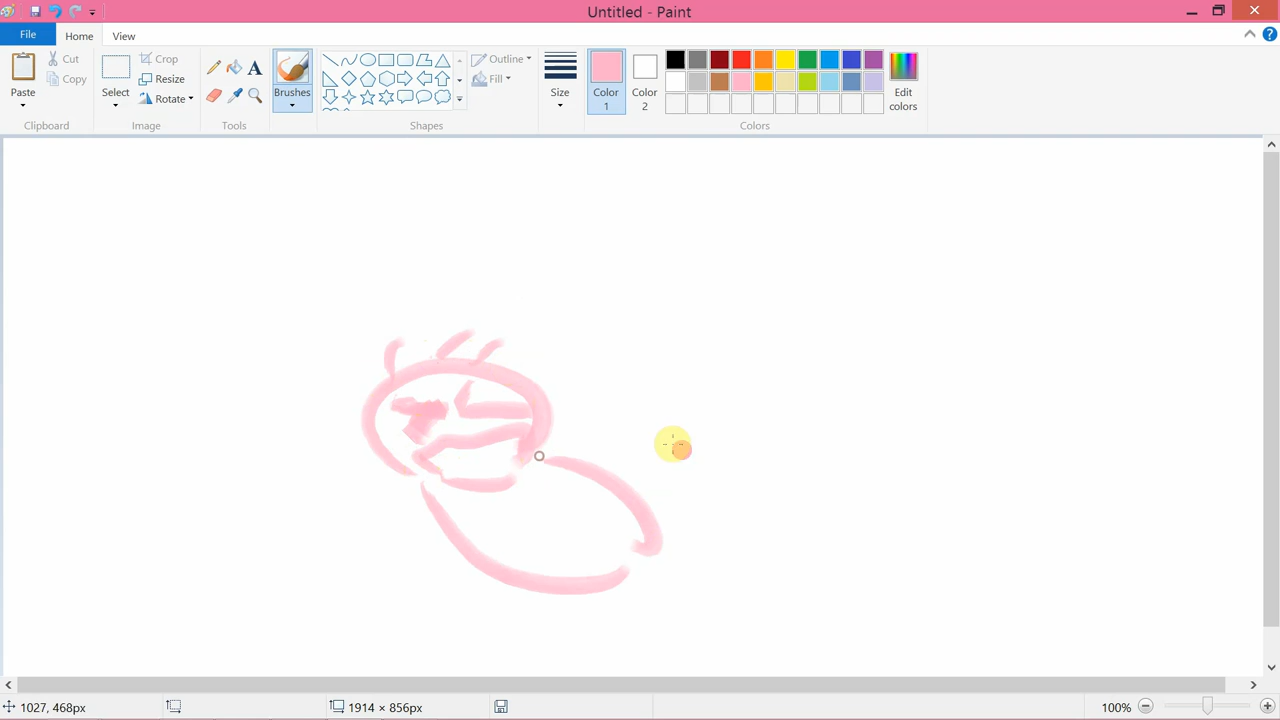 Untitled - Paint
File Home View
Paste
Cut
Copy
Clipboard
Select
Crop
Resize
Rotate
Image
A
Tools
Brushes
Outline
Fill
Shapes
Size
Color 1
Color 2
Edit colors
Colors
1027, 468px 1914 × 856px 100%